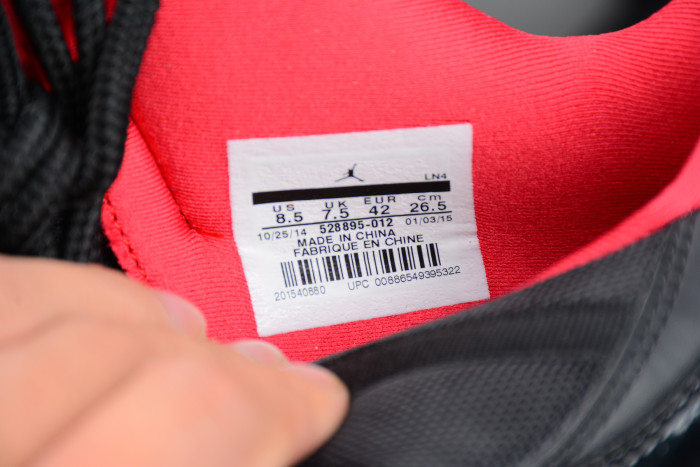 LN4
US UK EUR cm
8.5 7.5 42 26.5
10/25/14 528895-012 01/03/15
MADE IN CHINA
FABRIQUE EN CHINE
201540880 UPC 00886549395322